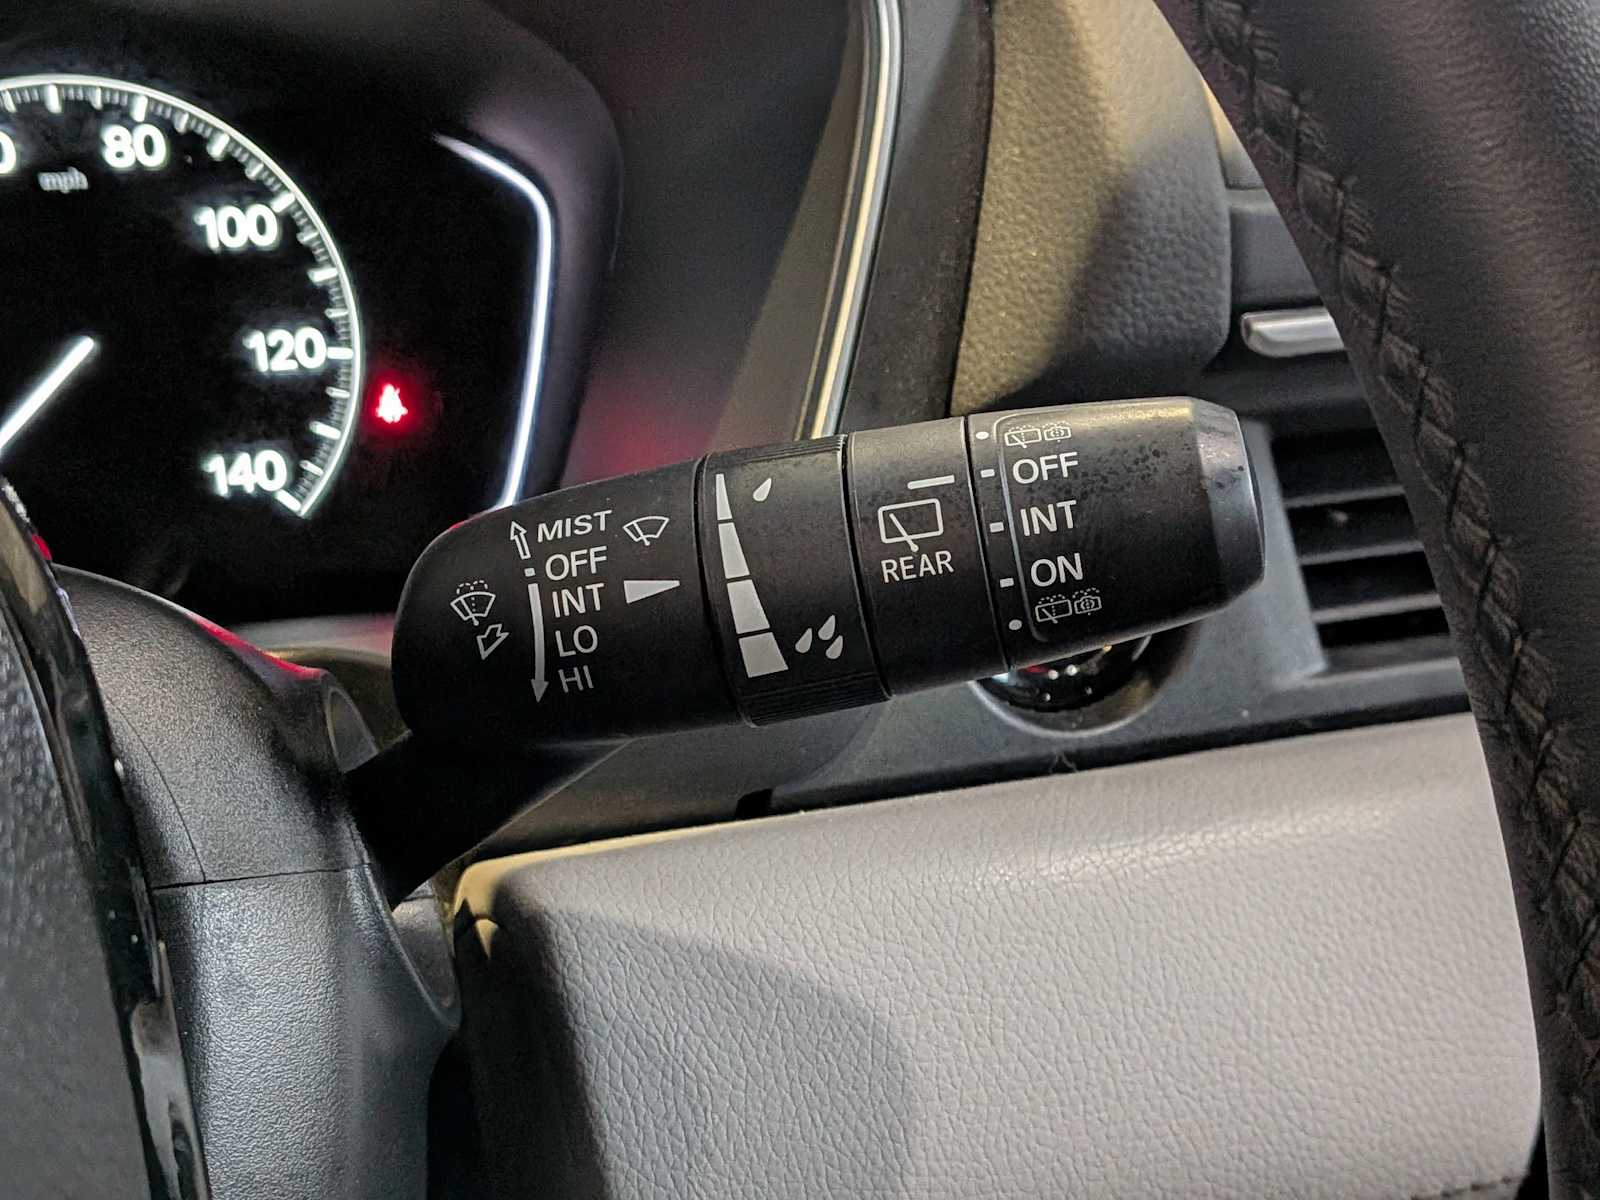 80
mph
100
120
140
MIST
OFF
INT
LO
HI
REAR
OFF
INT
ON